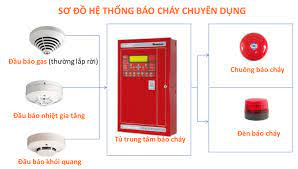 SƠ ĐỒ HỆ THỐNG BÁO CHÁY CHUYÊN DỤNG
Đầu báo gas (thường lắp rời)
Đầu báo nhiệt gia tăng
Đầu báo khói quang
Tủ trung tâm báo cháy
Chuông báo cháy
Đèn báo cháy